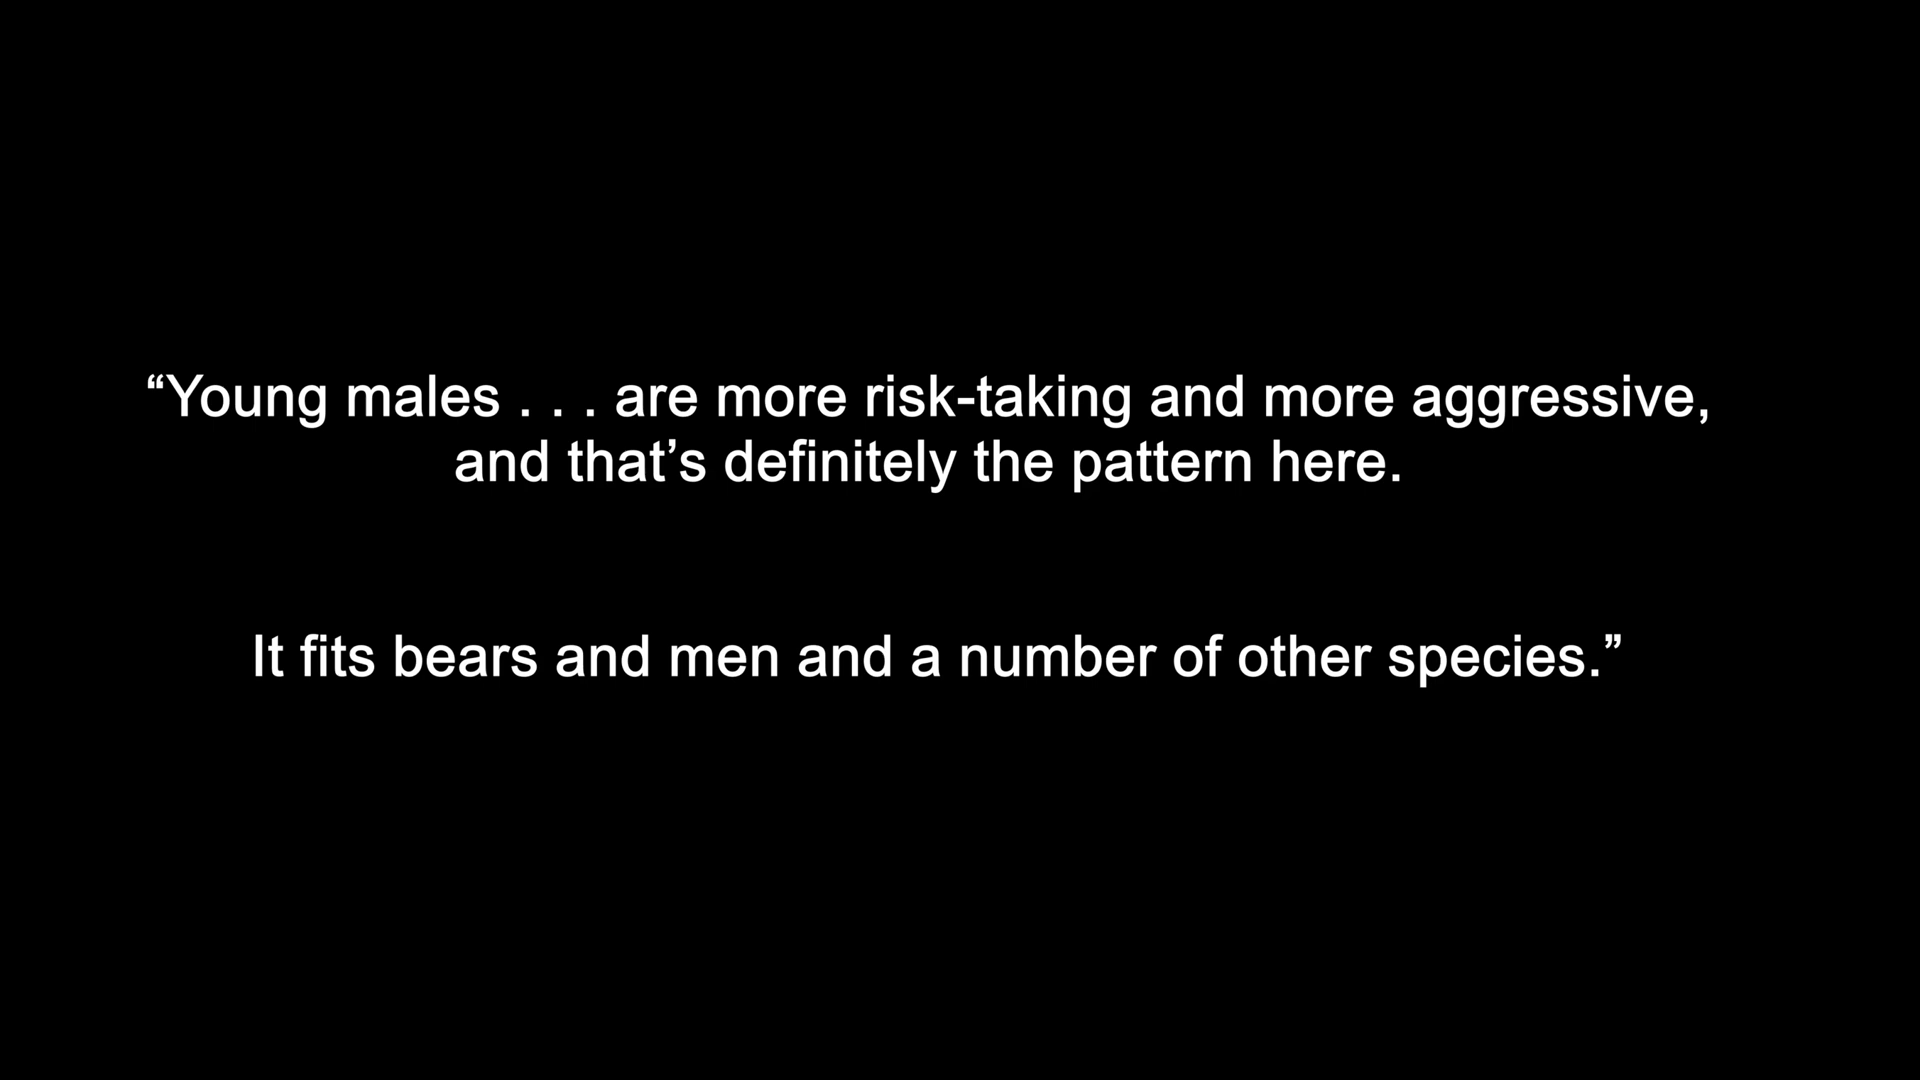 “Young males . . . are more risk-taking and more aggressive,
and that’s definitely the pattern here.
It fits bears and men and a number of other species.”